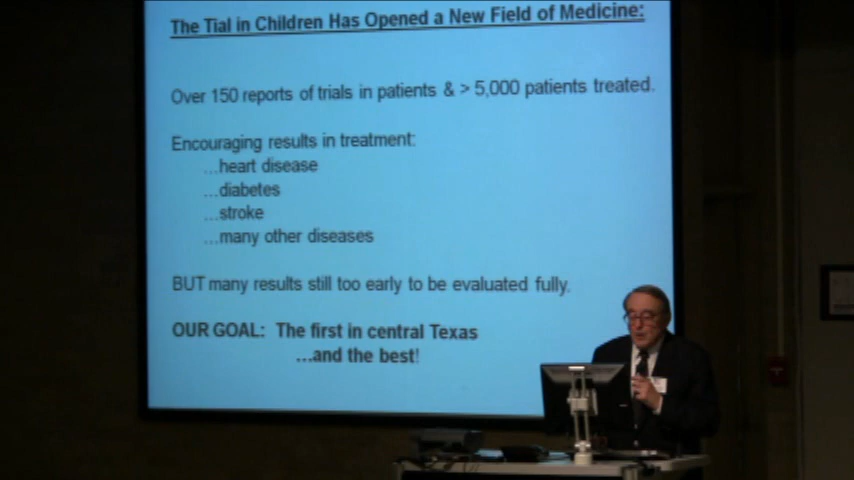 The Tial in Children Has Opened a New Field of Medicine:
Over 150 reports of trials in patients & > 5,000 patients treated.
Encouraging results in treatment:
...heart disease
...diabetes
...stroke
...many other diseases
BUT many results still too early to be evaluated fully.
OUR GOAL: The first in central Texas
...and the best!